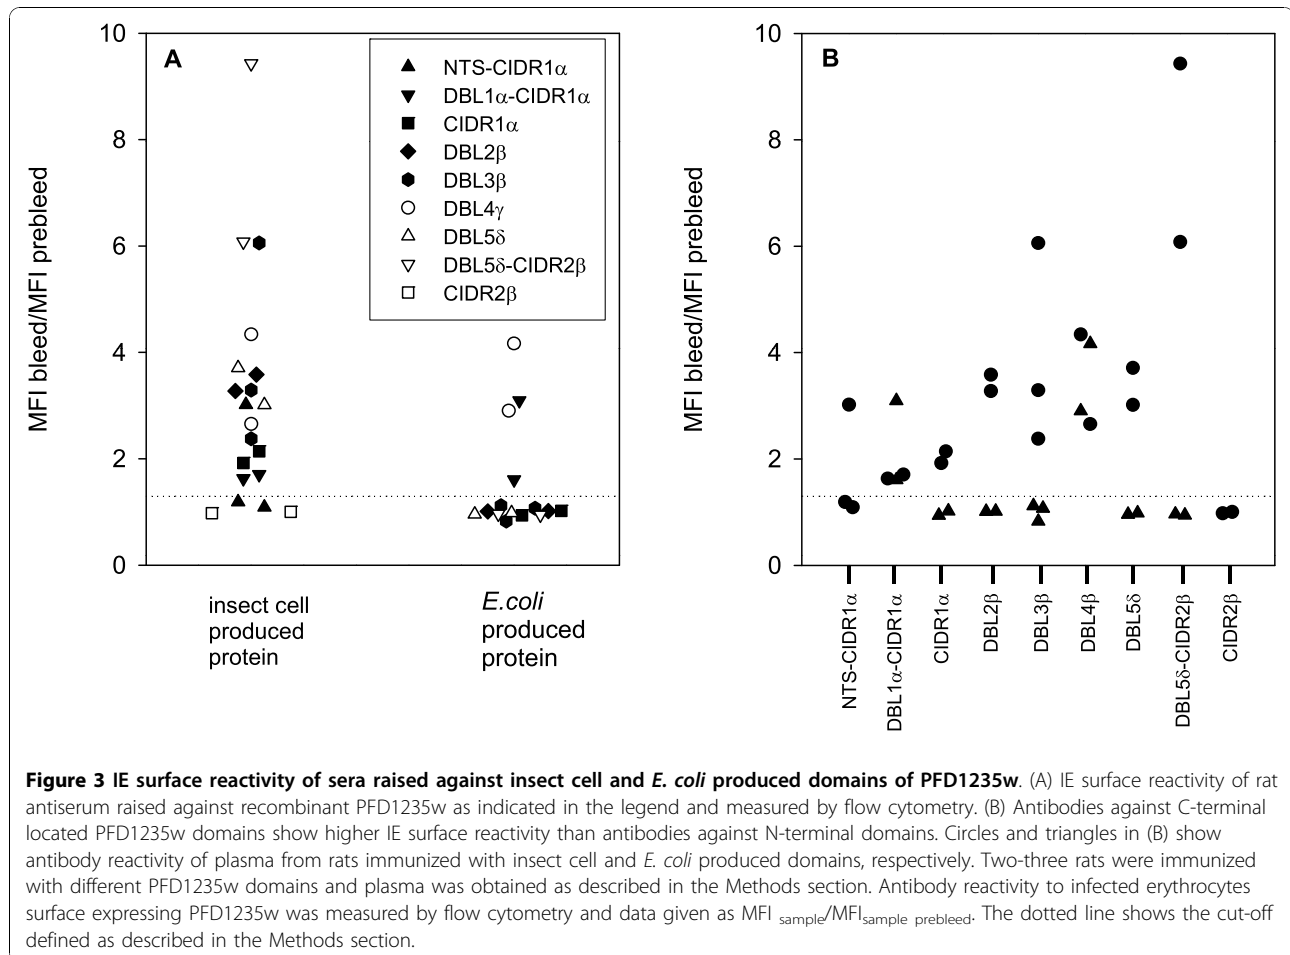 A
10
8
6
4
2
0
MFI bleed/MFI prebleed
NTS-CIDR1α
DBL1α-CIDR1α
CIDR1α
DBL2β
DBL3β
DBL4γ
DBL5δ
DBL5δ-CIDR2β
CIDR2β
insect cell
produced
protein
E.coli
produced
protein
B
10
8
6
4
2
0
MFI bleed/MFI prebleed
NTS-CIDR1α
DBL1α-CIDR1α
CIDR1α
DBL2β
DBL3β
DBL4β
DBL5δ
DBL5δ-CIDR2β
CIDR2β
Figure 3 IE surface reactivity of sera raised against insect cell and E. coli produced domains of PFD1235w. (A) IE surface reactivity of rat
antiserum raised against recombinant PFD1235w as indicated in the legend and measured by flow cytometry. (B) Antibodies against C-terminal
located PFD1235w domains show higher IE surface reactivity than antibodies against N-terminal domains. Circles and triangles in (B) show
antibody reactivity of plasma from rats immunized with insect cell and E. coli produced domains, respectively. Two-three rats were immunized
with different PFD1235w domains and plasma was obtained as described in the Methods section. Antibody reactivity to infected erythrocytes
surface expressing PFD1235w was measured by flow cytometry and data given as MFI sample/MFIsample prebleed. The dotted line shows the cut-off
defined as described in the Methods section.